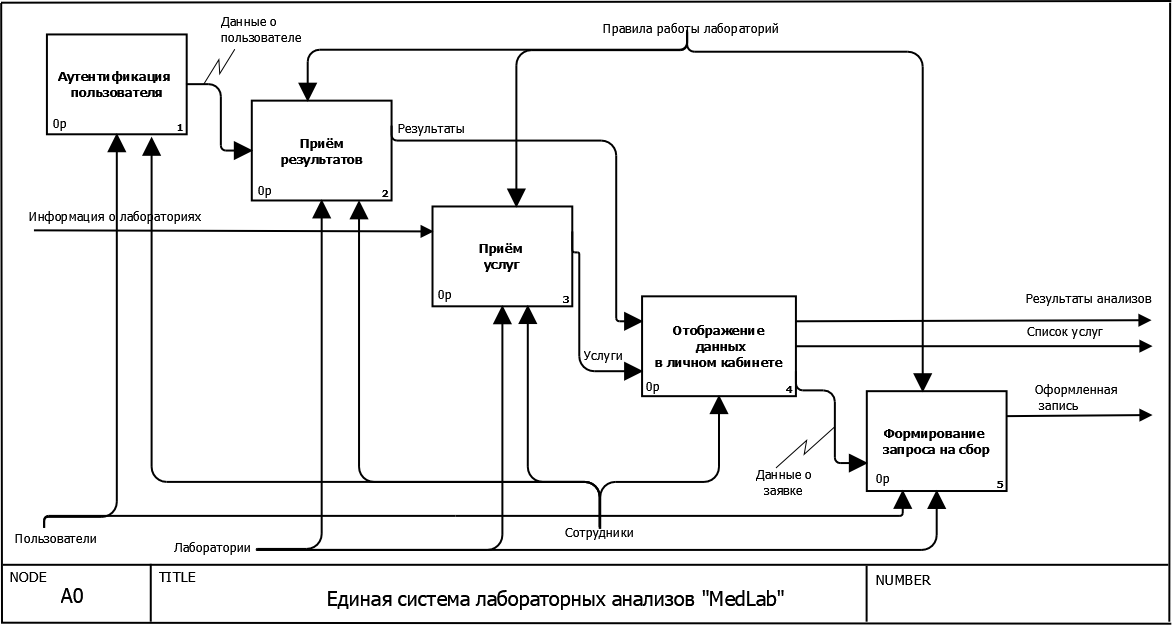 Данные о
пользователе
Правила работы лабораторий
Аутентификация
пользователя
0р
1
Приём
результатов
0р
2
Результаты
Информация о лабораториях
Приём
услуг
0р
3
Услуги
Отображение
данных
в личном кабинете
0р
4
Результаты анализов
Список услуг
Оформленная
запись
Формирование
запроса на сбор
0р
5
Данные о
заявке
Пользователи
Лаборатории
Сотрудники
NODE
A0
TITLE
Единая система лабораторных анализов "MedLab"
NUMBER